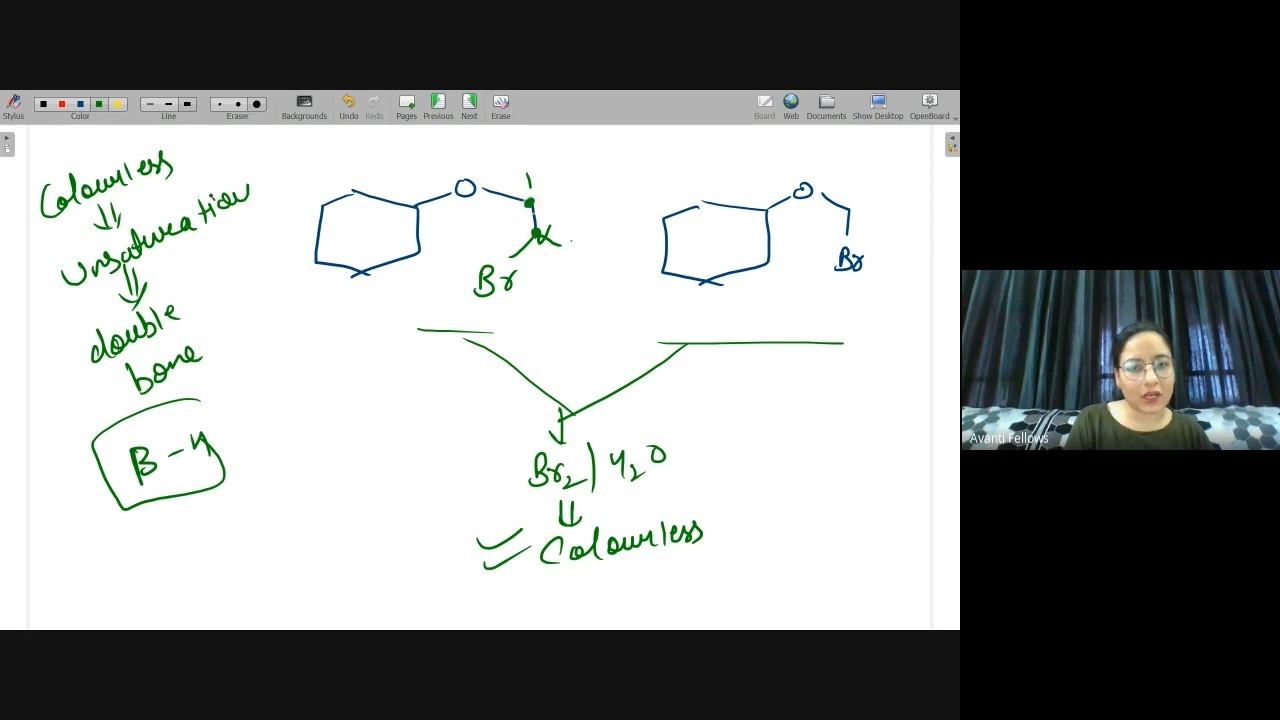 Stylus
Color
Line
Eraser
Backgrounds
Undo
Redo
Pages
Previous
Next
Erase
Board
Web
Documents
Show Desktop
OpenBoard
Colourless
Unsaturation
double
bone
β-H
O
Br
O
Br
Br2/H2O
Colourless
Avanti Fellows